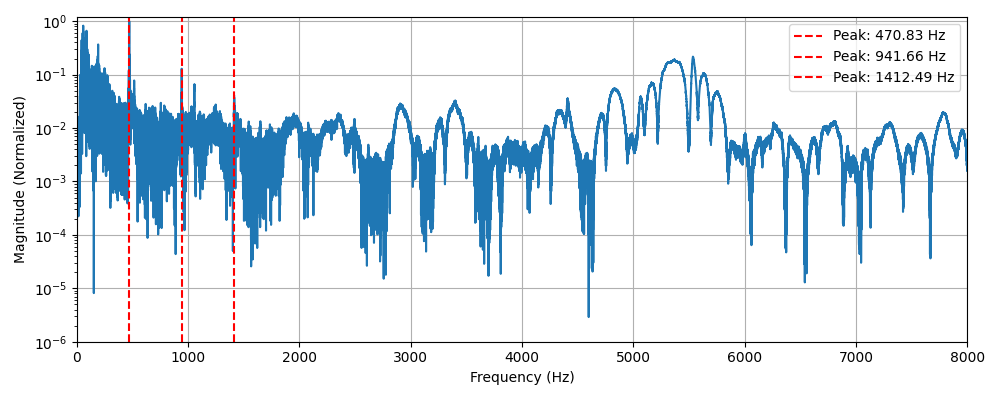 Magnitude (Normalized)
10⁰
10⁻¹
10⁻²
10⁻³
10⁻⁴
10⁻⁵
10⁻⁶
Peak: 470.83 Hz
Peak: 941.66 Hz
Peak: 1412.49 Hz
0 1000 2000 3000 4000 5000 6000 7000 8000
Frequency (Hz)